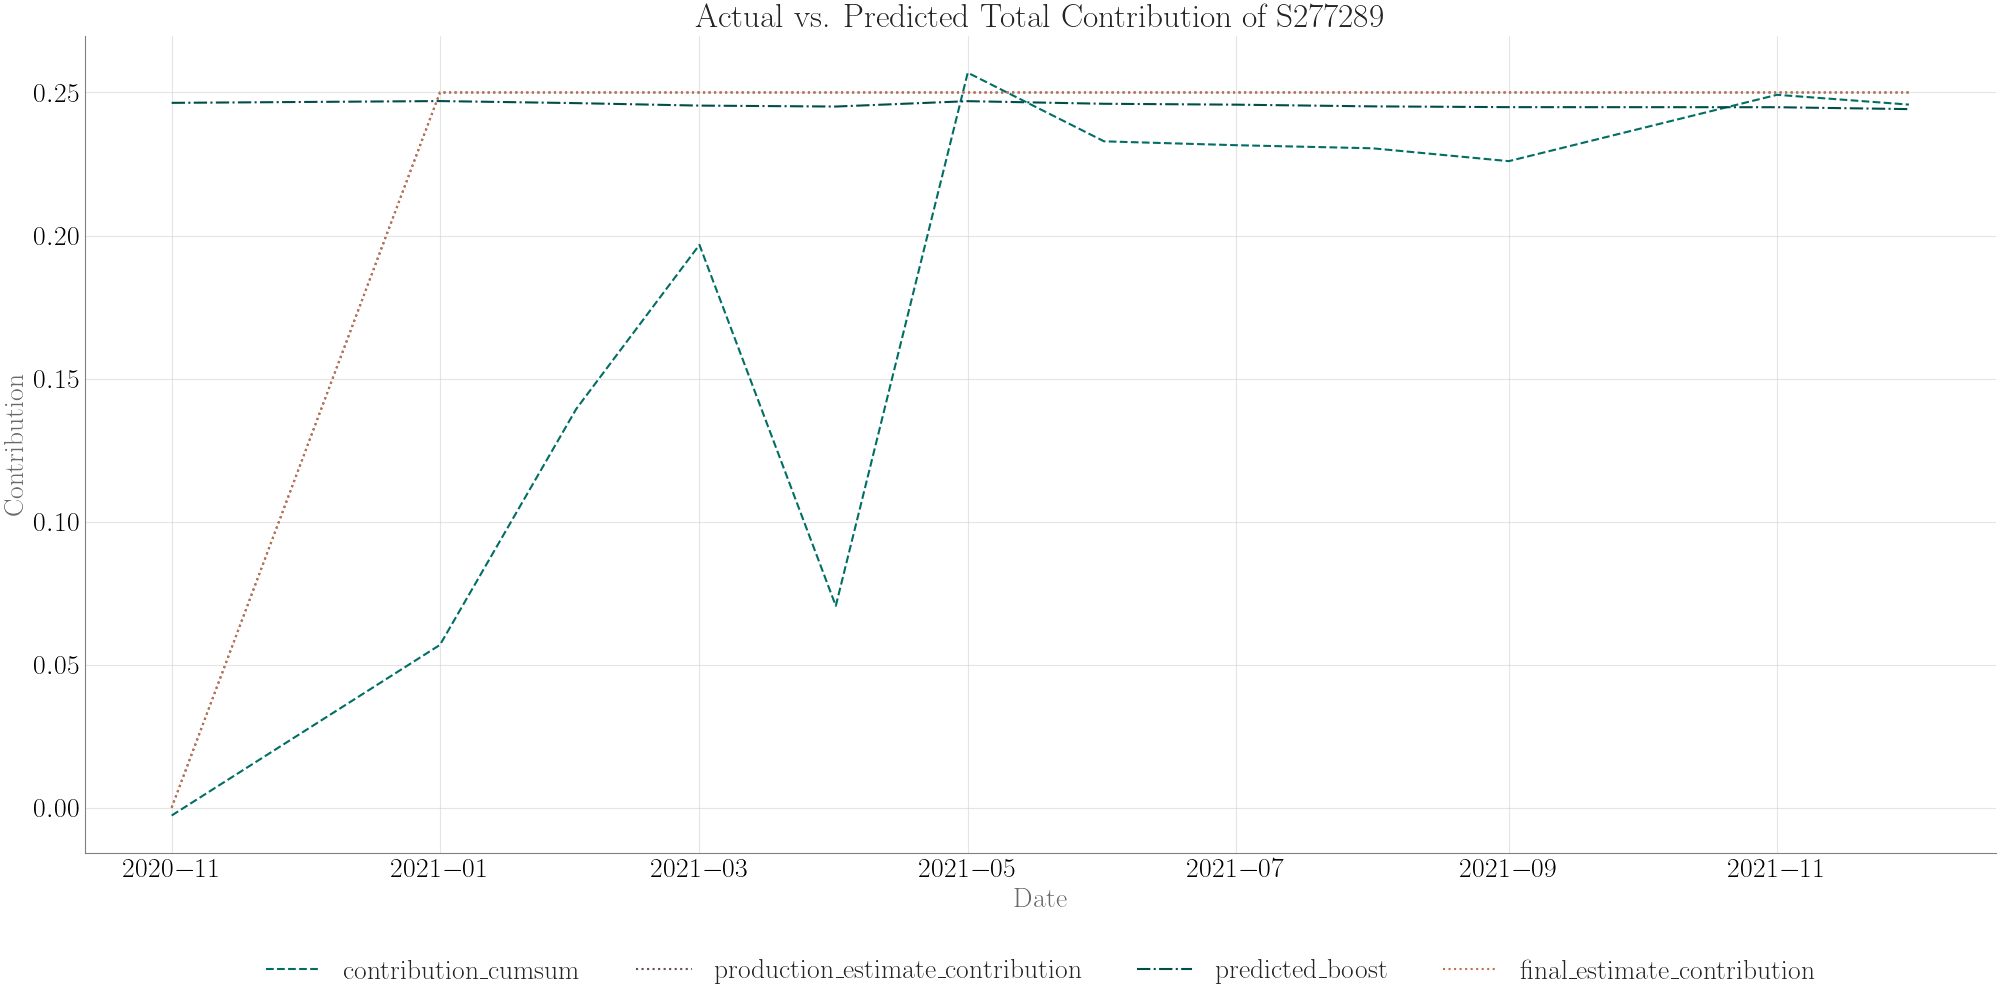 Actual vs. Predicted Total Contribution of S277289
0.25
0.20
0.15
0.10
0.05
0.00
Contribution
2020−11 2021−01 2021−03 2021−05 2021−07 2021−09 2021−11
Date
contribution_cumsum production_estimate_contribution predicted_boost final_estimate_contribution